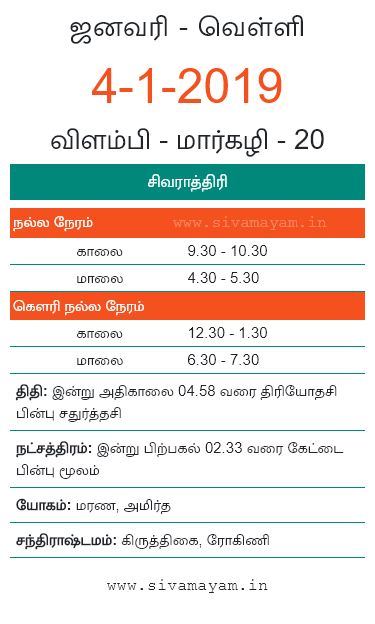 ஜனவரி - வெள்ளி
4-1-2019
விளம்பி - மார்கழி - 20
சிவராத்திரி
நல்ல நேரம் www.sivamayam.in
காலை 9.30 - 10.30
மாலை 4.30 - 5.30
கௌரி நல்ல நேரம்
காலை 12.30 - 1.30
மாலை 6.30 - 7.30
திதி: இன்று அதிகாலை 04.58 வரை திரியோதசி
பின்பு சதுர்த்தசி
நட்சத்திரம்: இன்று பிற்பகல் 02.33 வரை கேட்டை
பின்பு மூலம்
யோகம்: மரண, அமிர்த
சந்திராஷ்டமம்: கிருத்திகை, ரோகிணி
www.sivamayam.in